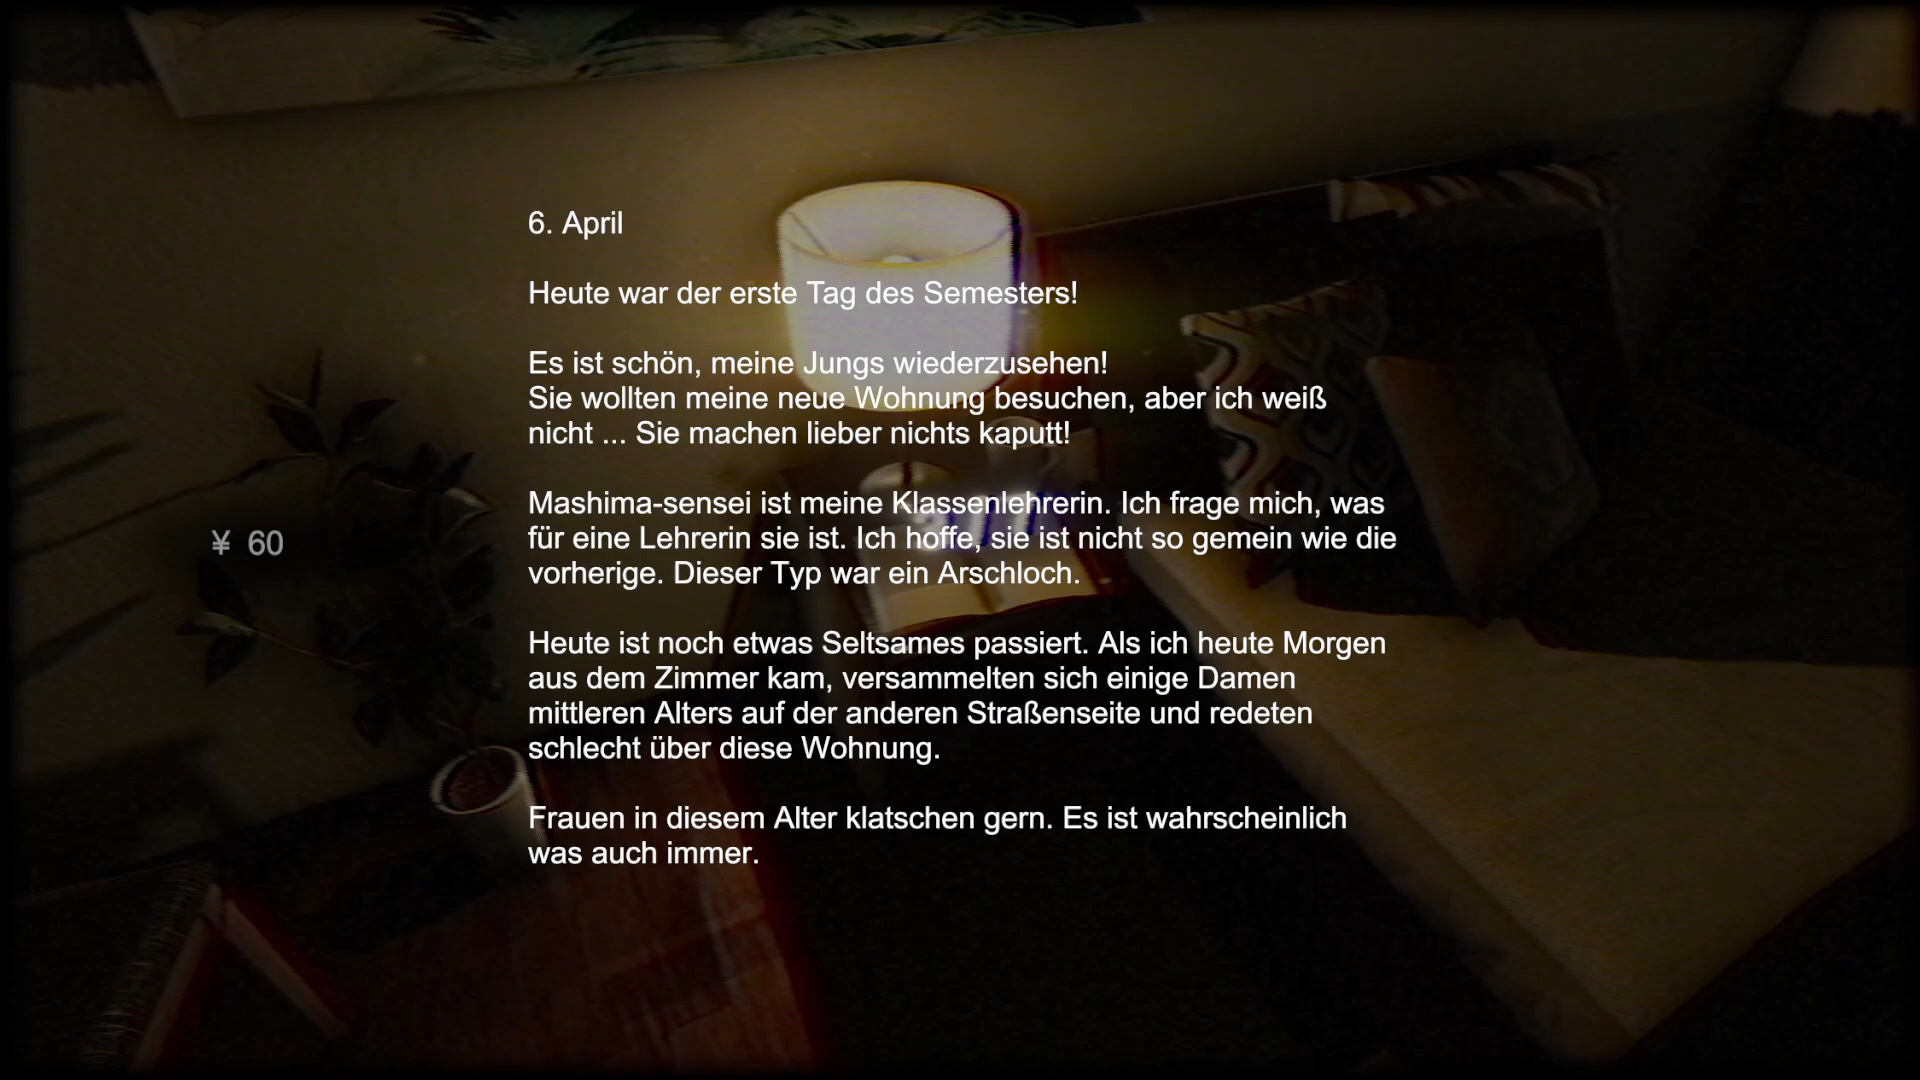 6. April
Heute war der erste Tag des Semesters!
Es ist schön, meine Jungs wiederzusehen!
Sie wollten meine neue Wohnung besuchen, aber ich weiß
nicht ... Sie machen lieber nichts kaputt!
Mashima-sensei ist meine Klassenlehrerin. Ich frage mich, was
für eine Lehrerin sie ist. Ich hoffe, sie ist nicht so gemein wie die
vorherige. Dieser Typ war ein Arschloch.
¥ 60
Heute ist noch etwas Seltsames passiert. Als ich heute Morgen
aus dem Zimmer kam, versammelten sich einige Damen
mittleren Alters auf der anderen Straßenseite und redeten
schlecht über diese Wohnung.
Frauen in diesem Alter klatschen gern. Es ist wahrscheinlich
was auch immer.